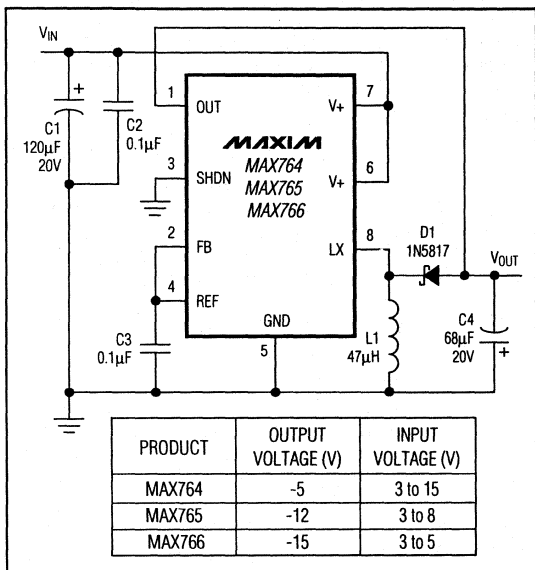 VIN
C1
120µF
20V
+
C2
0.1µF
1
OUT
3
SHDN
2
FB
4
REF
C3
0.1µF
MAXIM
MAX764
MAX765
MAX766
GND
5
7
V+
6
V+
8
LX
D1
1N5817
VOUT
L1
47µH
C4
68µF
20V
+
PRODUCT OUTPUT VOLTAGE (V) INPUT VOLTAGE (V)
MAX764 -5 3 to 15
MAX765 -12 3 to 8
MAX766 -15 3 to 5